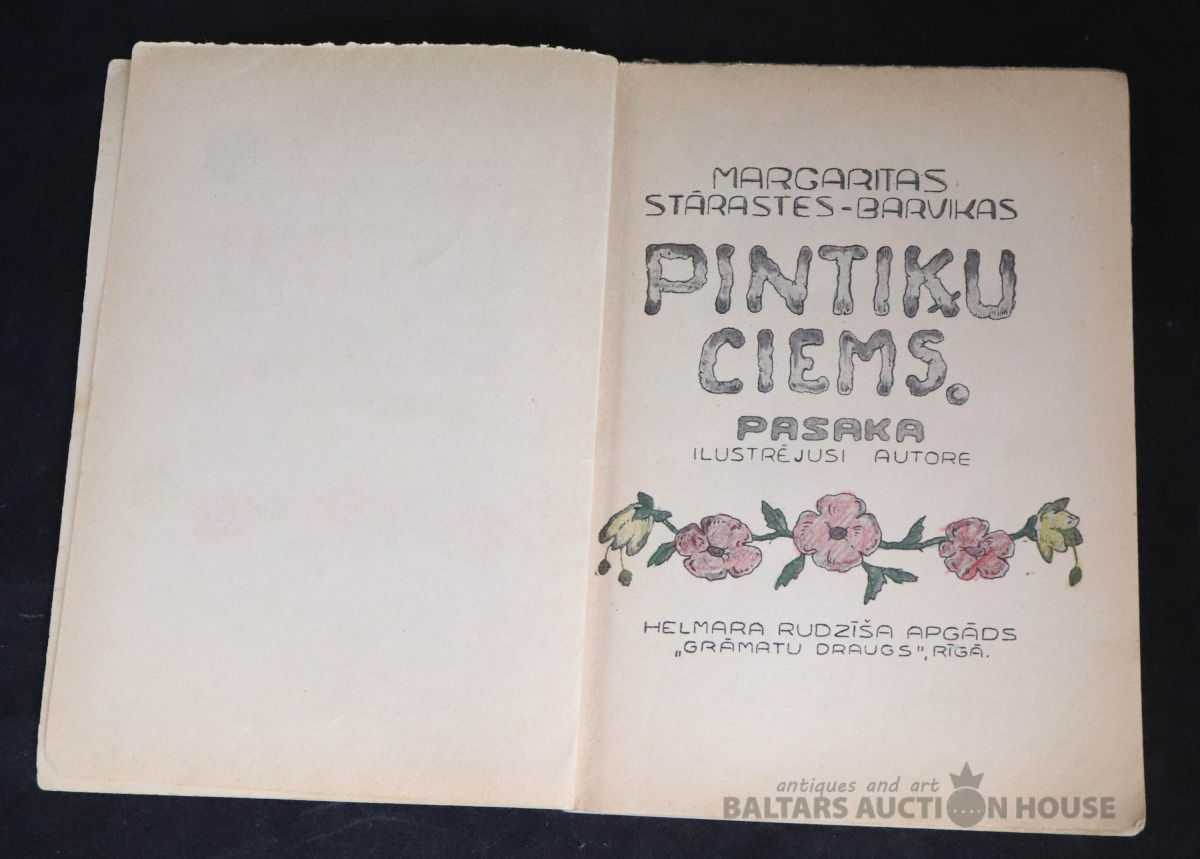 MARGARITAS
STĀRASTES-BARVIKAS
PINTIĶU
CIEMS.
PASAKA
ILUSTRĒJUSI AUTORE
HELMARA RUDZĪŠA APGĀDS
„GRĀMATU DRAUGS", RĪGĀ.
antiques and art
BALTARS AUCTION HOUSE